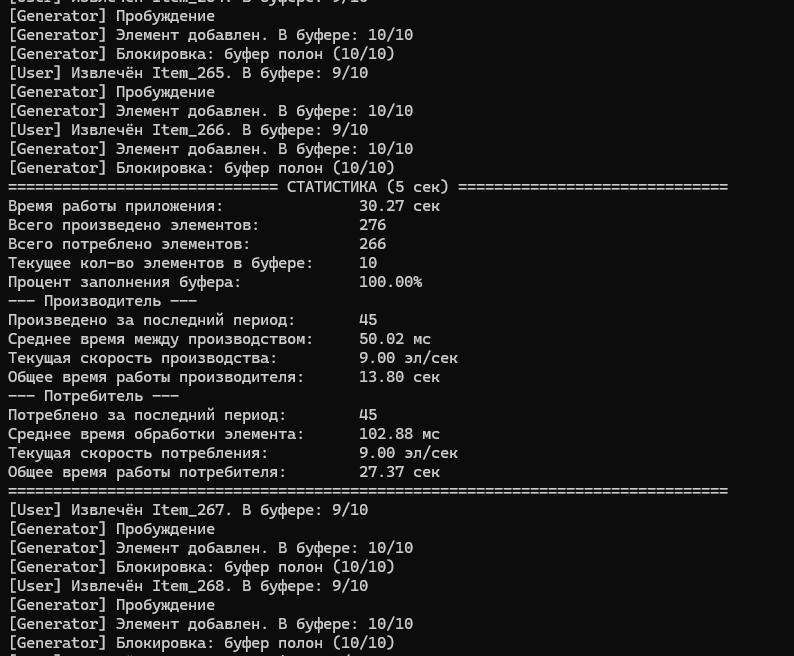 [User] Извлечён Item_264. В буфере: 9/10
[Generator] Пробуждение
[Generator] Элемент добавлен. В буфере: 10/10
[Generator] Блокировка: буфер полон (10/10)
[User] Извлечён Item_265. В буфере: 9/10
[Generator] Пробуждение
[Generator] Элемент добавлен. В буфере: 10/10
[User] Извлечён Item_266. В буфере: 9/10
[Generator] Элемент добавлен. В буфере: 10/10
[Generator] Блокировка: буфер полон (10/10)
============================== СТАТИСТИКА (5 сек) ==============================
Время работы приложения: 30.27 сек
Всего произведено элементов: 276
Всего потреблено элементов: 266
Текущее кол-во элементов в буфере: 10
Процент заполнения буфера: 100.00%
--- Производитель ---
Произведено за последний период: 45
Среднее время между производством: 50.02 мс
Текущая скорость производства: 9.00 эл/сек
Общее время работы производителя: 13.80 сек
--- Потребитель ---
Потреблено за последний период: 45
Среднее время обработки элемента: 102.88 мс
Текущая скорость потребления: 9.00 эл/сек
Общее время работы потребителя: 27.37 сек
================================================================================
[User] Извлечён Item_267. В буфере: 9/10
[Generator] Пробуждение
[Generator] Элемент добавлен. В буфере: 10/10
[Generator] Блокировка: буфер полон (10/10)
[User] Извлечён Item_268. В буфере: 9/10
[Generator] Пробуждение
[Generator] Элемент добавлен. В буфере: 10/10
[Generator] Блокировка: буфер полон (10/10)